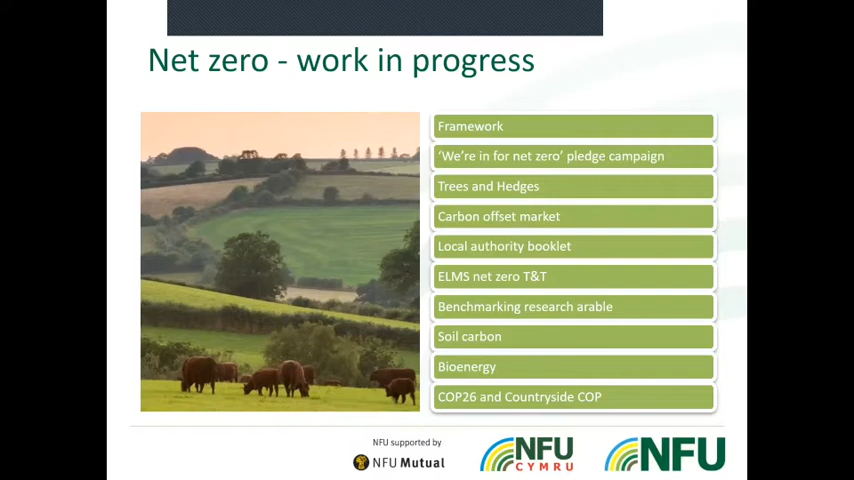 Net zero - work in progress
Framework
‘We’re in for net zero’ pledge campaign
Trees and Hedges
Carbon offset market
Local authority booklet
ELMS net zero T&T
Benchmarking research arable
Soil carbon
Bioenergy
COP26 and Countryside COP
NFU supported by
NFU Mutual
NFU
CYMRU
NFU